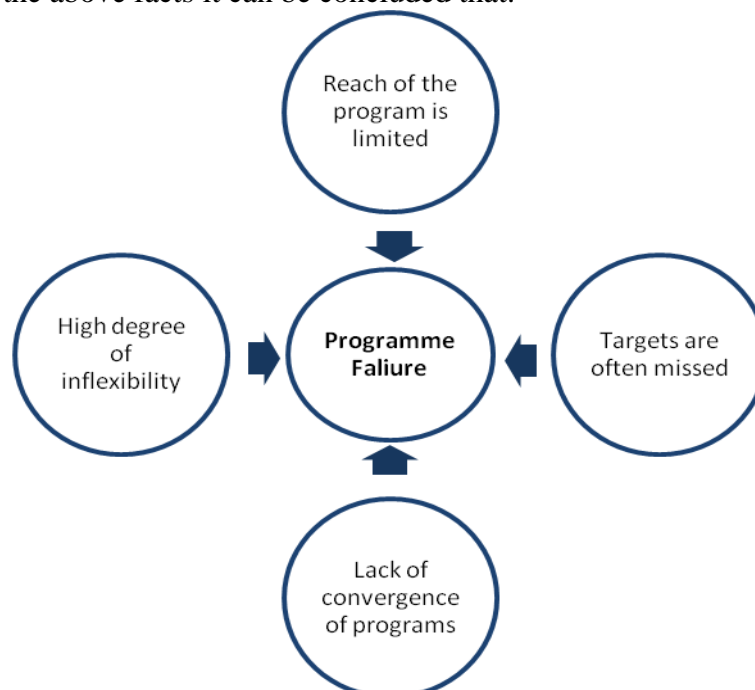 the above facts it can be concluded that:
Reach of the
program is
limited
High degree
of
inflexibility
Programme
Faliure
Targets are
often missed
Lack of
convergence
of programs